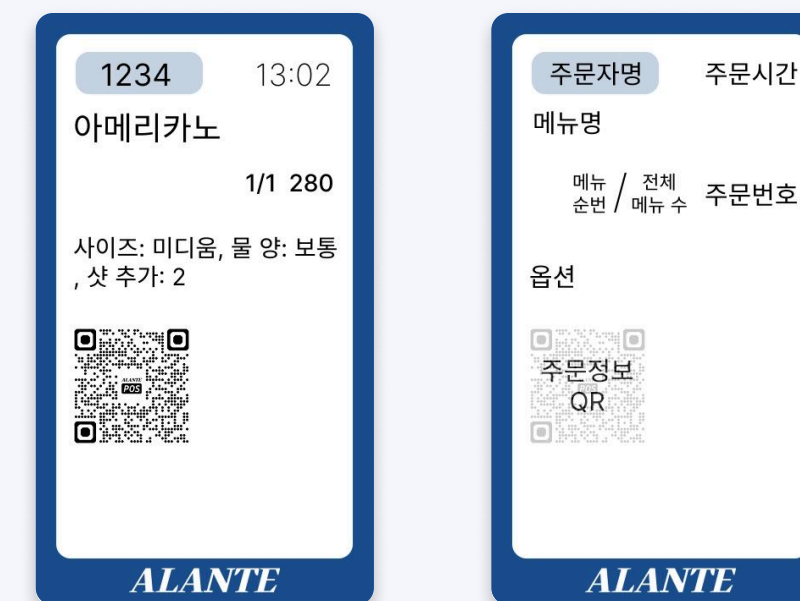 1234 13:02
아메리카노
1/1 280
사이즈: 미디움, 물 양: 보통
, 샷 추가: 2
ALANTE
POS
ALANTE
주문자명 주문시간
메뉴명
메뉴 순번 / 전체 메뉴 수 주문번호
옵션
주문정보
QR
ALANTE